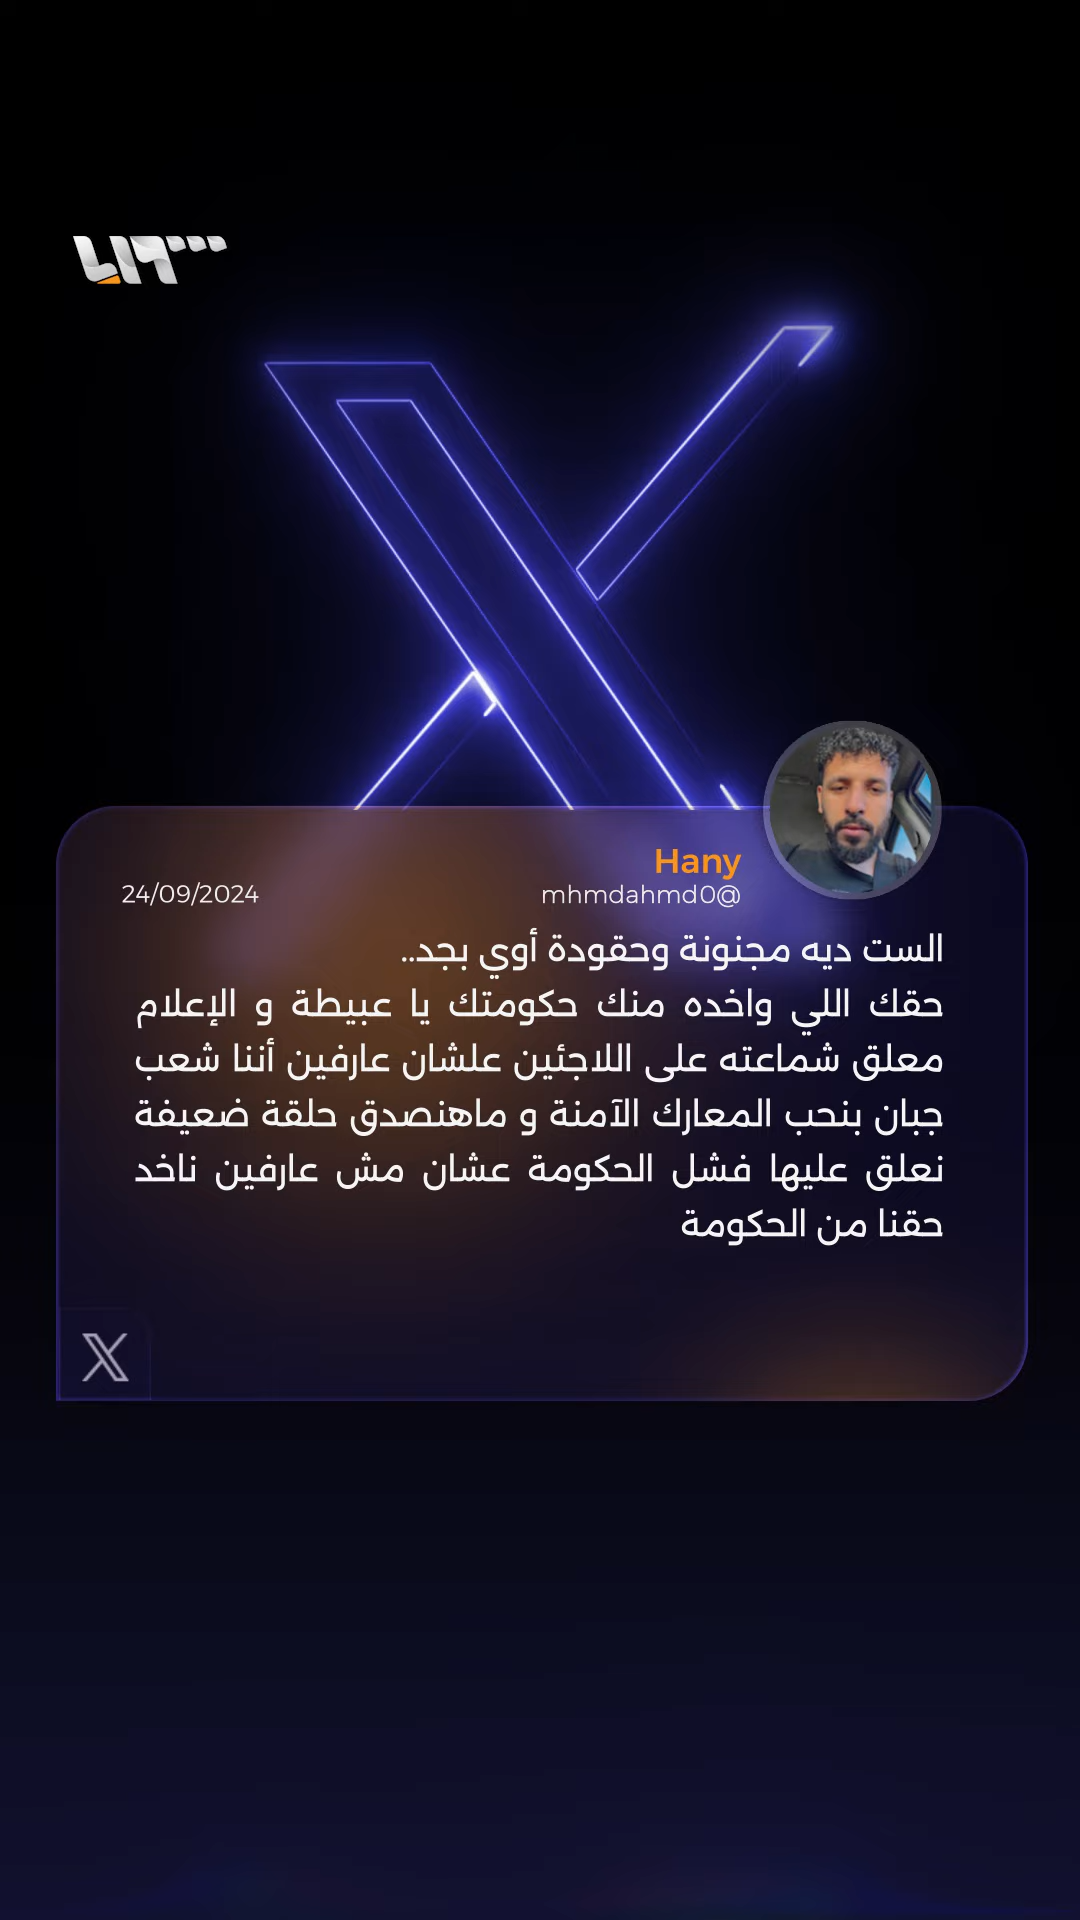 LIT
Hany
mhmdahmd0@
24/09/2024
الست ديه مجنونة وحقودة أوي بجد..
حقك اللي واخده منك حكومتك يا عبيطة و الإعلام
معلق شماعته على اللاجئين علشان عارفين أننا شعب
جبان بنحب المعارك الآمنة و ماهنصدق حلقة ضعيفة
نعلق عليها فشل الحكومة عشان مش عارفين ناخد
حقنا من الحكومة